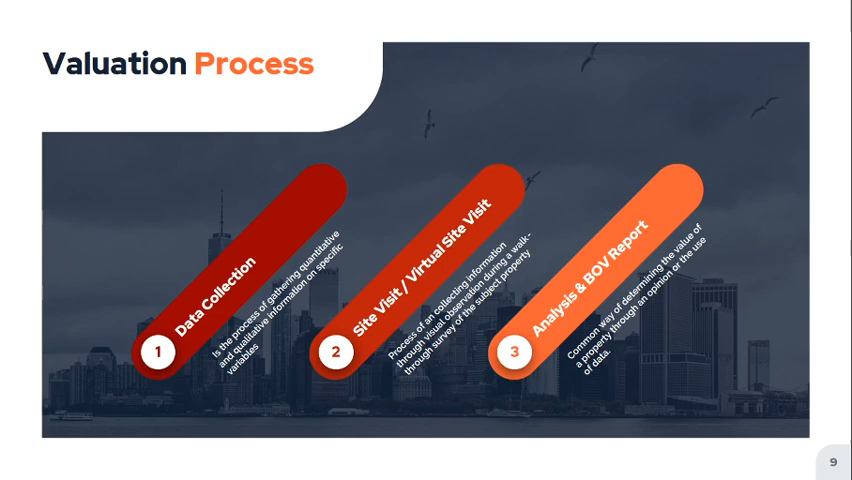 Valuation Process
1
Data Collection
Is the process of gathering quantitative
and qualitative information on specific
variables
2
Site Visit / Virtual Site Visit
Process of an collecting information
through visual observation during a walk-
through survey of the subject property
3
Analysis & BOV Report
Common way of determining the value of
a property through an opinion or the use
of data.
9